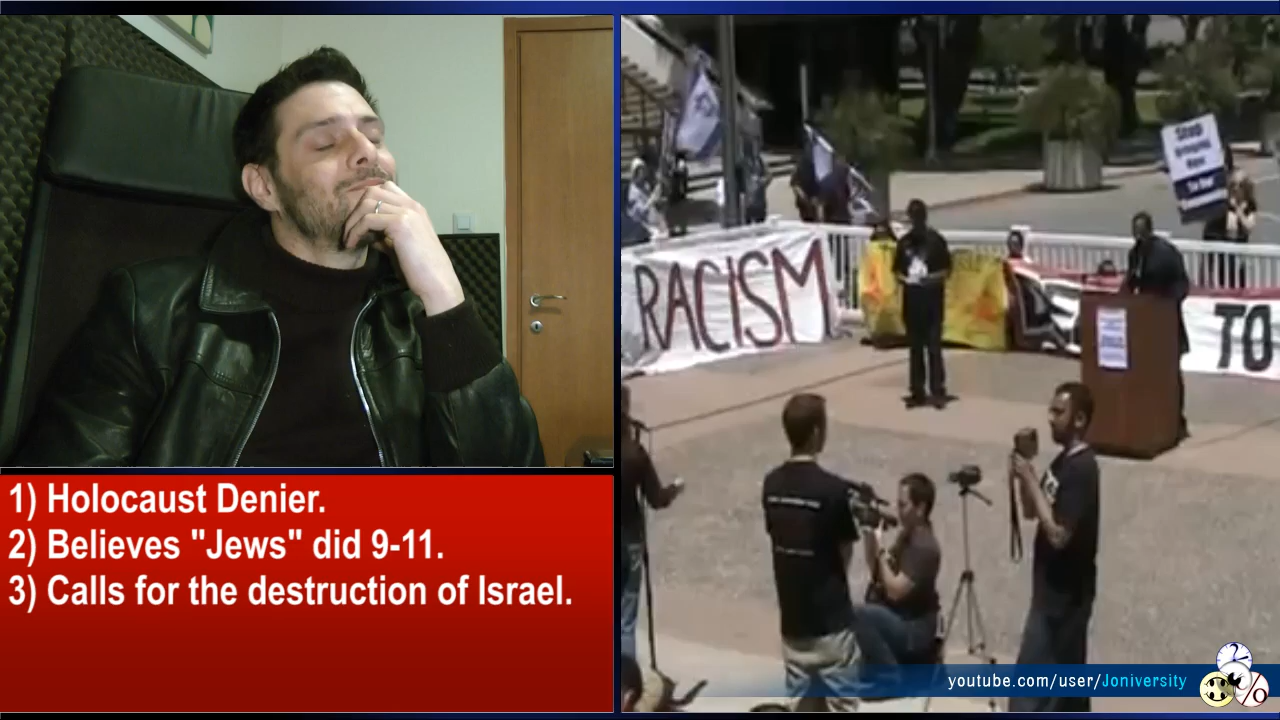 1) Holocaust Denier.
2) Believes "Jews" did 9-11.
3) Calls for the destruction of Israel.
RACISM
TO
Stop
youtube.com/user/Joniversity